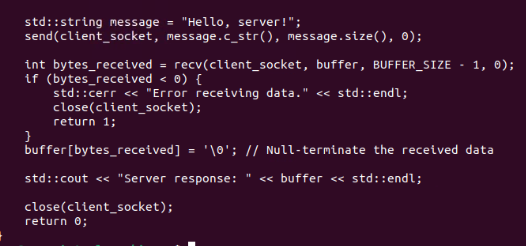 std::string message = "Hello, server!";
send(client_socket, message.c_str(), message.size(), 0);
int bytes_received = recv(client_socket, buffer, BUFFER_SIZE - 1, 0);
if (bytes_received < 0) {
std::cerr << "Error receiving data." << std::endl;
close(client_socket);
return 1;
}
buffer[bytes_received] = '\0'; // Null-terminate the received data
std::cout << "Server response: " << buffer << std::endl;
close(client_socket);
return 0;
}